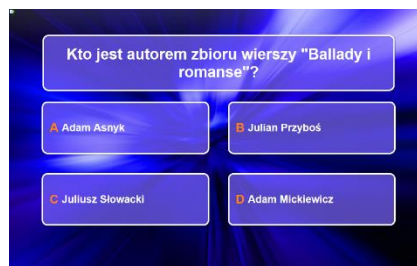 Kto jest autorem zbioru wierszy "Ballady i
romanse"?
A Adam Asnyk
B Julian Przyboś
C Juliusz Słowacki
D Adam Mickiewicz